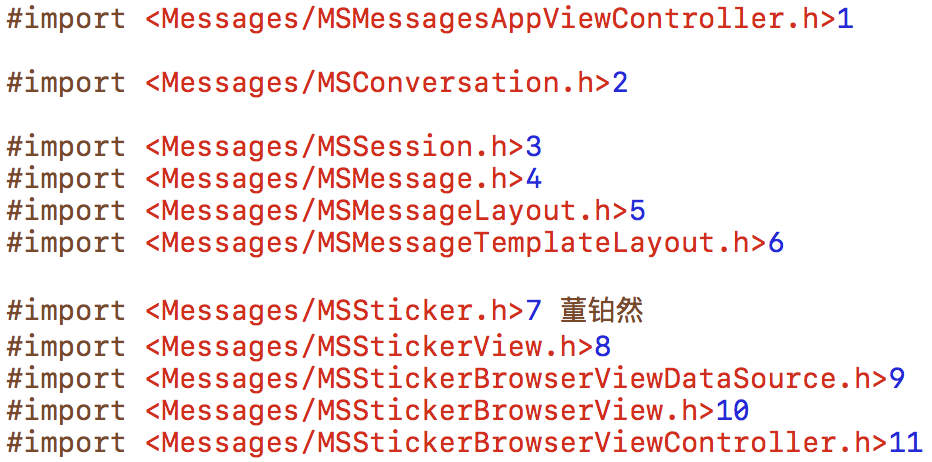 #import <Messages/MSMessagesAppViewController.h>1
#import <Messages/MSConversation.h>2
#import <Messages/MSSession.h>3
#import <Messages/MSMessage.h>4
#import <Messages/MSMessageLayout.h>5
#import <Messages/MSMessageTemplateLayout.h>6
#import <Messages/MSSticker.h>7 董铂然
#import <Messages/MSStickerView.h>8
#import <Messages/MSStickerBrowserViewDataSource.h>9
#import <Messages/MSStickerBrowserView.h>10
#import <Messages/MSStickerBrowserViewController.h>11